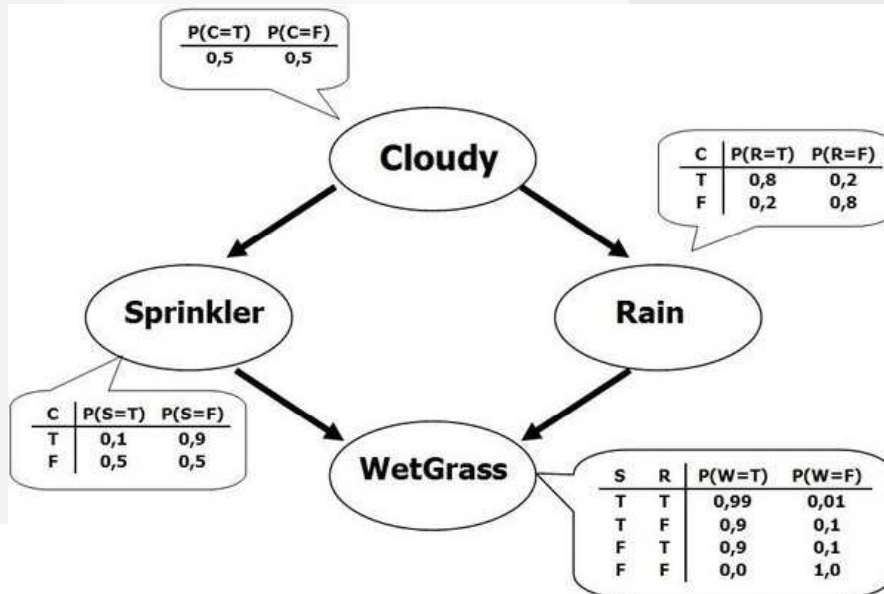 P(C=T) P(C=F)
0,5 0,5
Cloudy
C P(R=T) P(R=F)
T 0,8 0,2
F 0,2 0,8
Sprinkler
Rain
C P(S=T) P(S=F)
T 0,1 0,9
F 0,5 0,5
WetGrass
S R P(W=T) P(W=F)
T T 0,99 0,01
T F 0,9 0,1
F T 0,9 0,1
F F 0,0 1,0